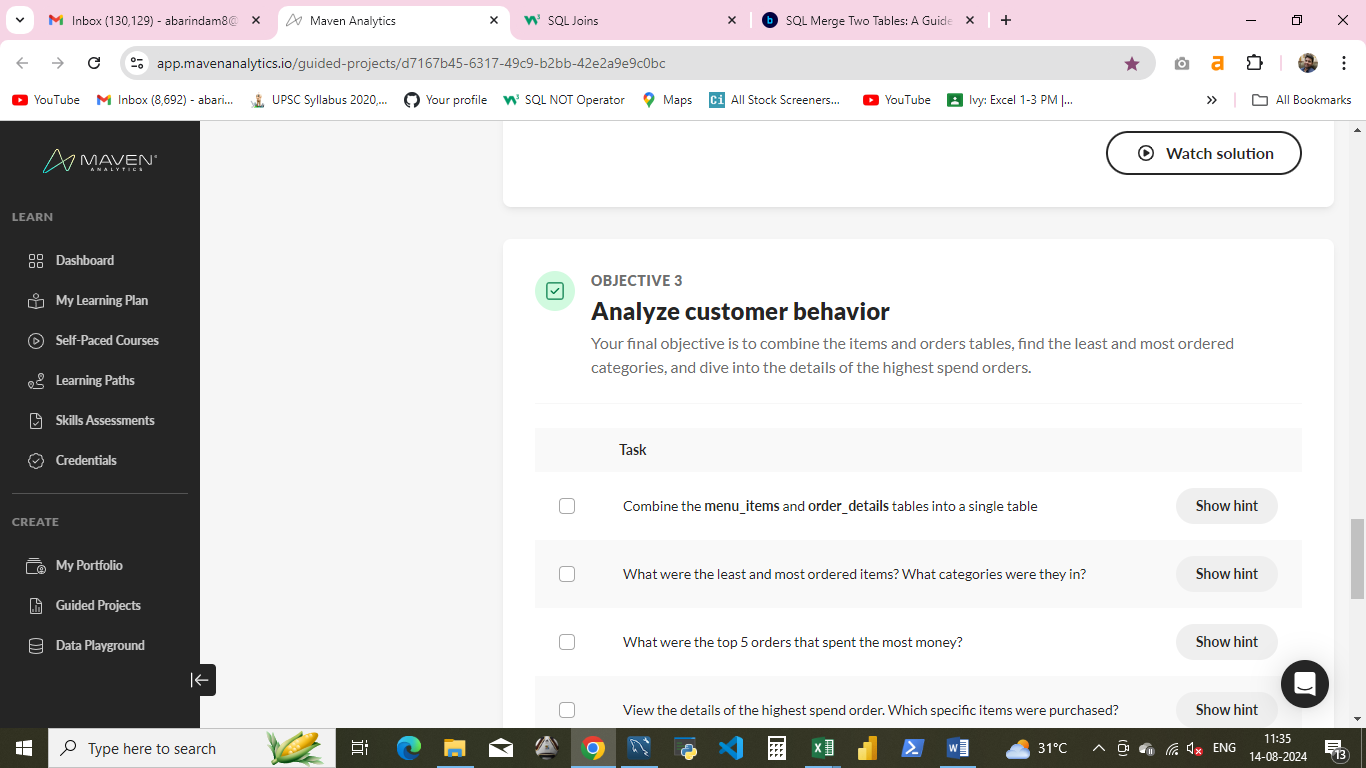 Inbox (130,129) - abarindam8@
Maven Analytics
SQL Joins
SQL Merge Two Tables: A Guide
app.mavenanalytics.io/guided-projects/d7167b45-6317-49c9-b2bb-42e2a9e9c0bc
YouTube
Inbox (8,692) - abari...
UPSC Syllabus 2020,...
Your profile
SQL NOT Operator
Maps
All Stock Screeners...
YouTube
Ivy: Excel 1-3 PM |...
All Bookmarks
MAVEN
ANALYTICS
LEARN
Dashboard
My Learning Plan
Self-Paced Courses
Learning Paths
Skills Assessments
Credentials
CREATE
My Portfolio
Guided Projects
Data Playground
Watch solution
OBJECTIVE 3
Analyze customer behavior
Your final objective is to combine the items and orders tables, find the least and most ordered
categories, and dive into the details of the highest spend orders.
Task
Combine the menu_items and order_details tables into a single table
Show hint
What were the least and most ordered items? What categories were they in?
Show hint
What were the top 5 orders that spent the most money?
Show hint
View the details of the highest spend order. Which specific items were purchased?
Show hint
Type here to search
31°C
ENG
11:35
14-08-2024
13